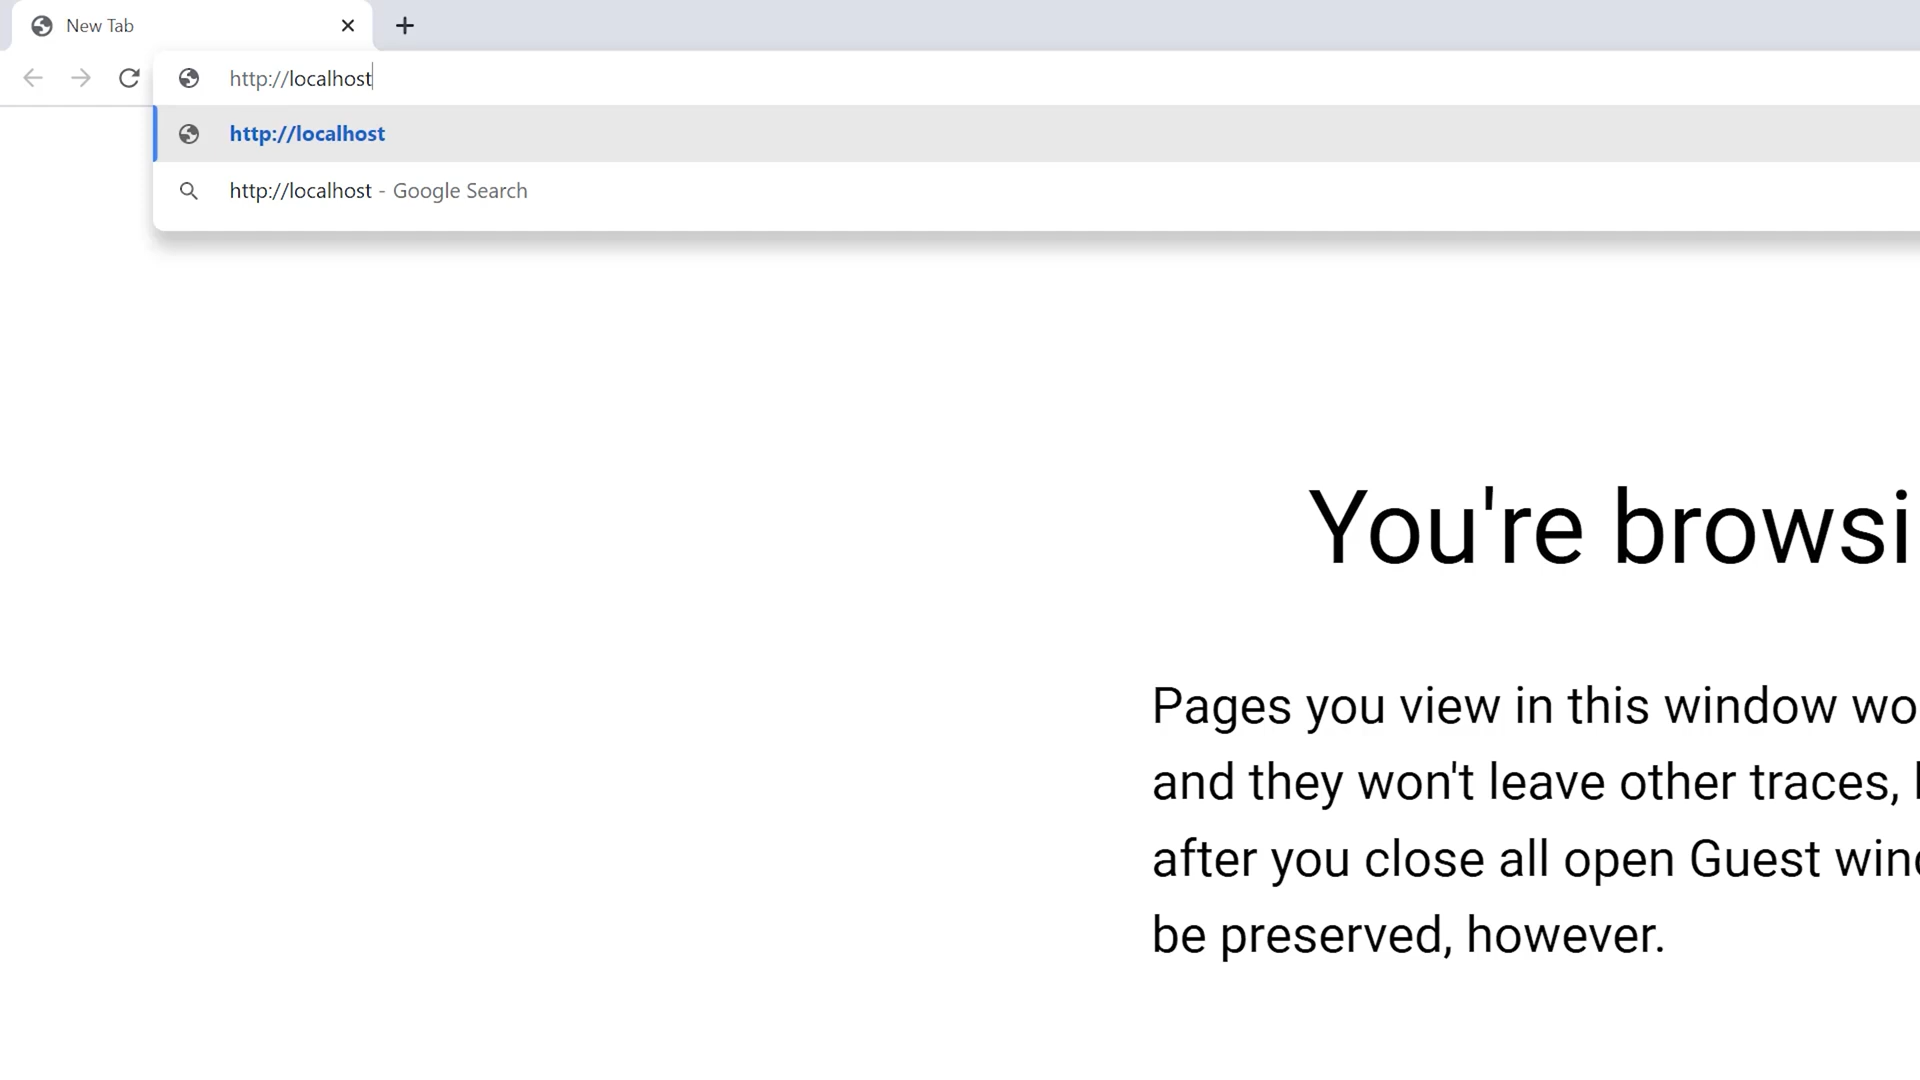 New Tab
http://localhost
http://localhost
http://localhost - Google Search
You're browsi
Pages you view in this window wo
and they won't leave other traces,
after you close all open Guest wind
be preserved, however.